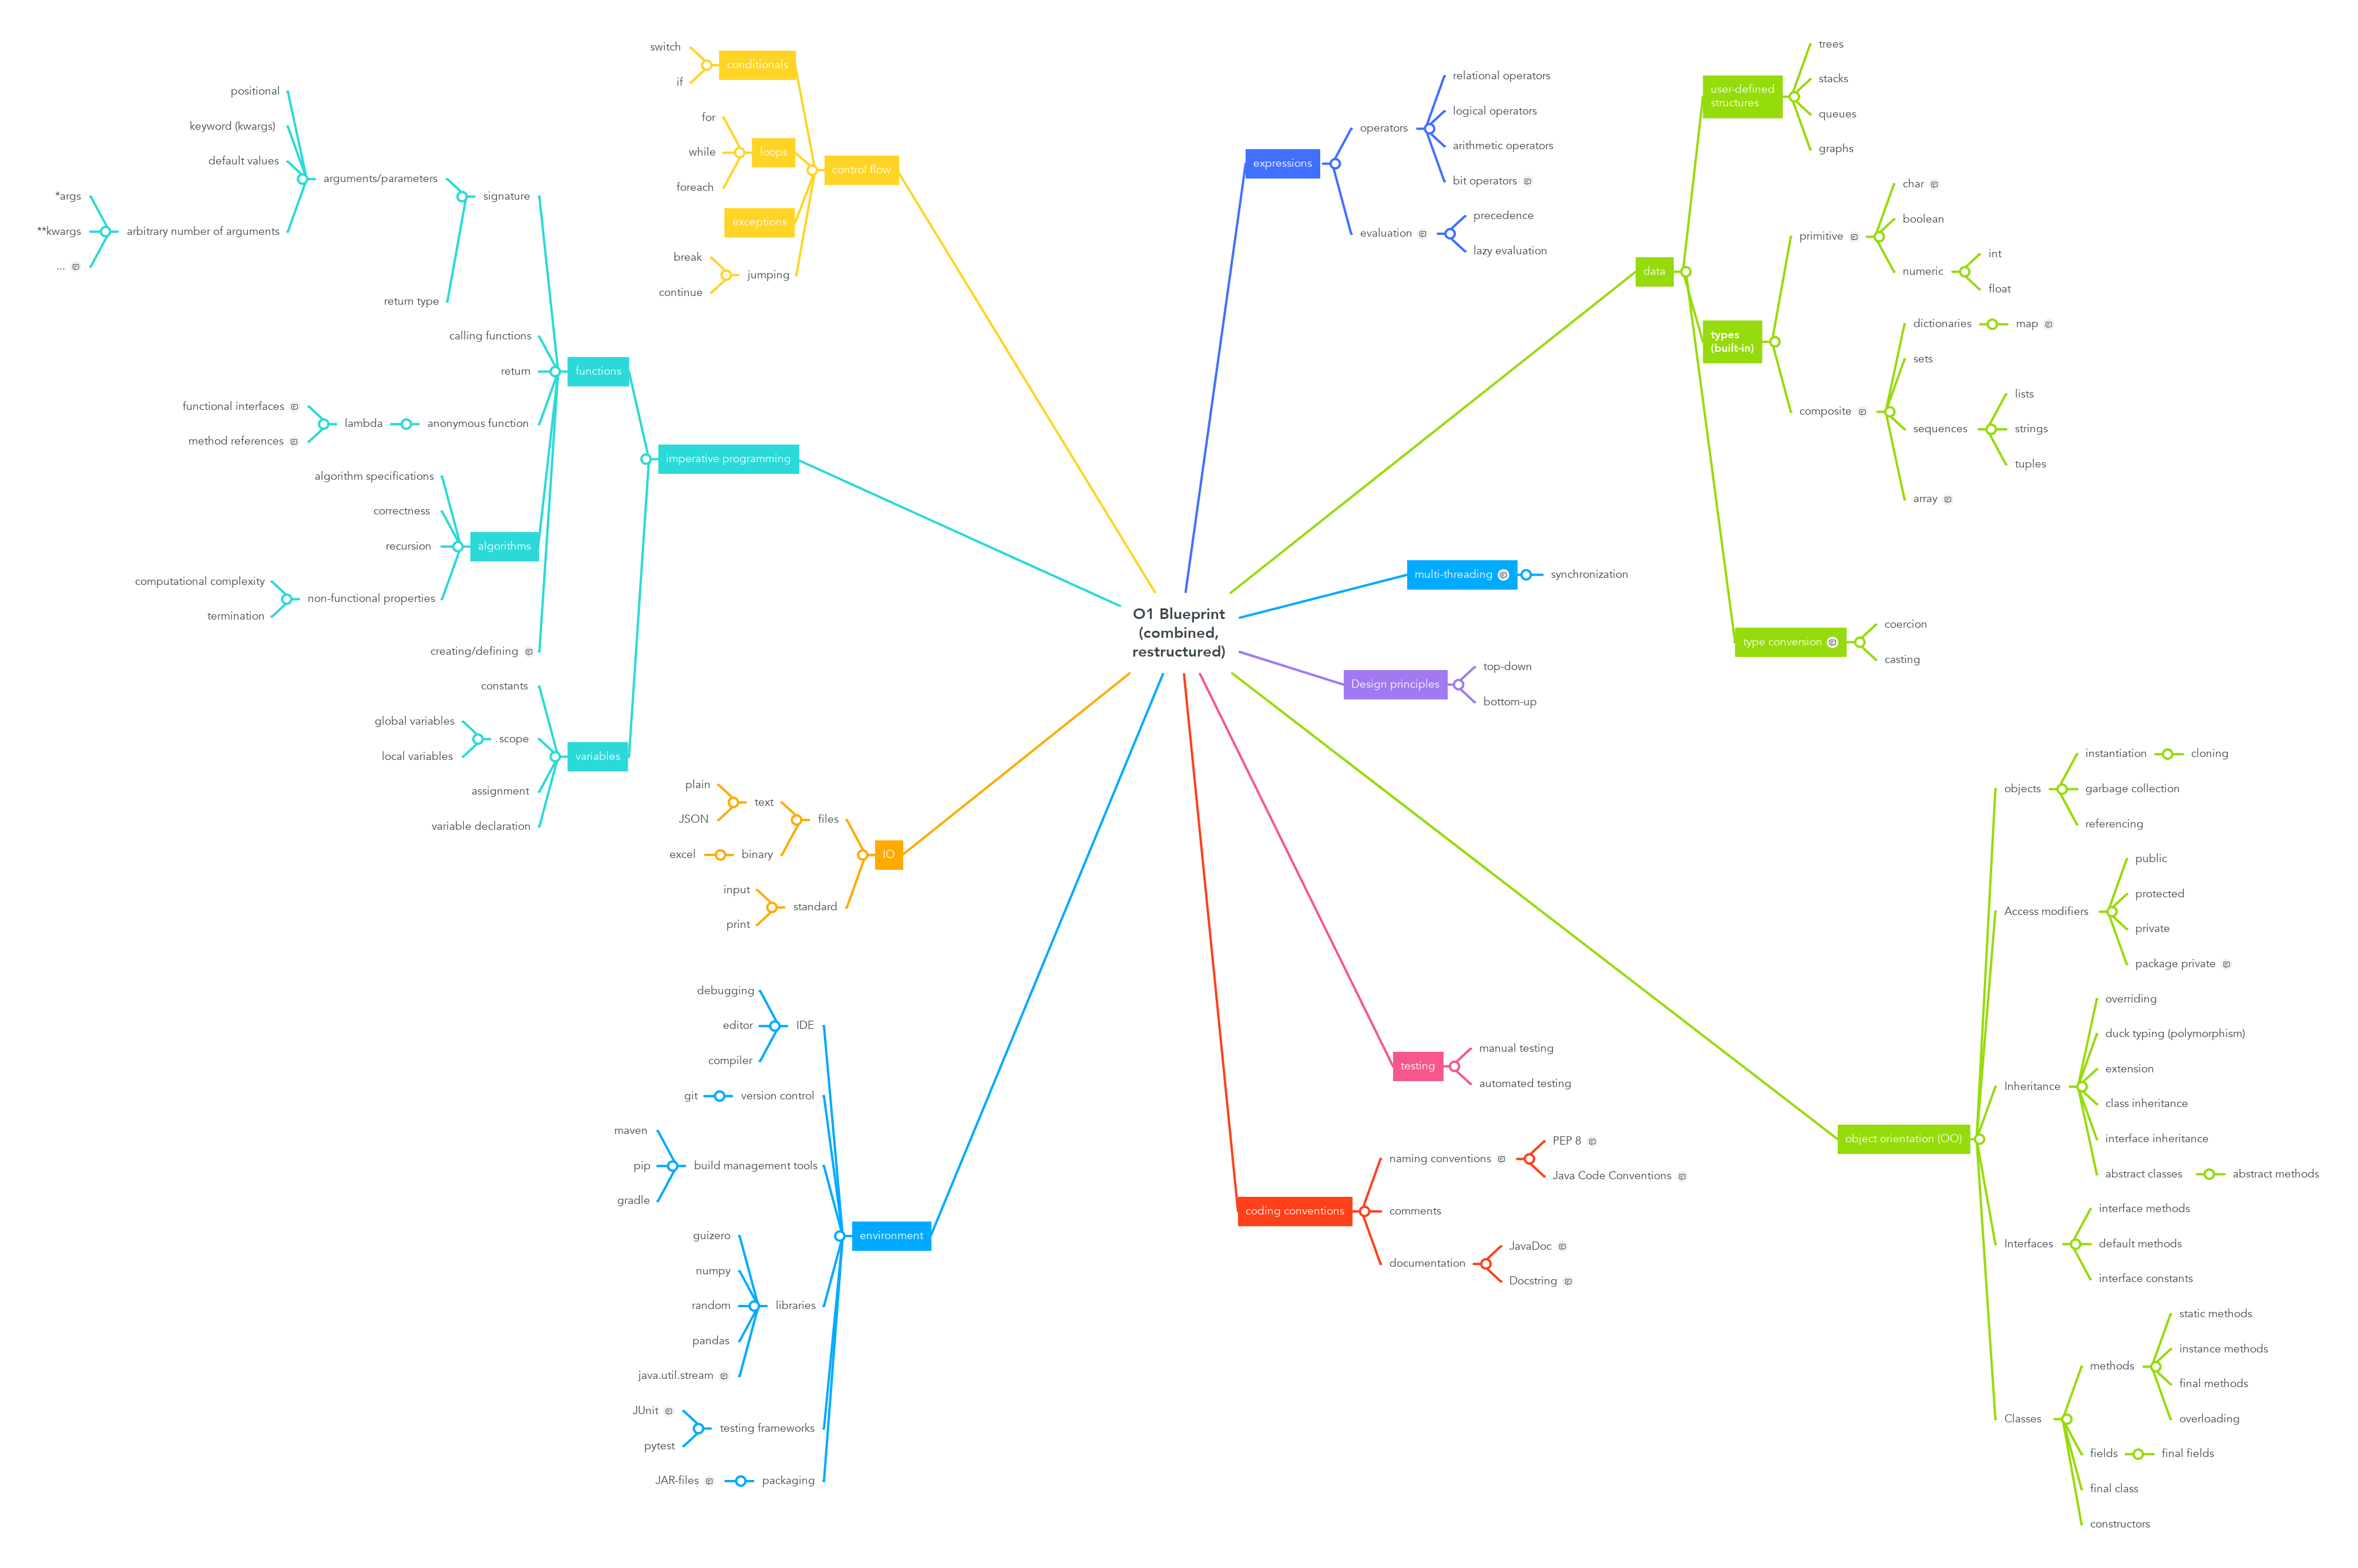 O1 Blueprint
(combined,
restructured)
control flow
conditionals
switch
if
loops
for
while
foreach
exceptions
jumping
break
continue
imperative programming
functions
signature
arguments/parameters
positional
keyword (kwargs)
default values
arbitrary number of arguments
*args
**kwargs
...
return type
calling functions
return
anonymous function
lambda
functional interfaces
method references
algorithms
algorithm specifications
correctness
recursion
non-functional properties
computational complexity
termination
creating/defining
variables
constants
scope
global variables
local variables
assignment
variable declaration
IO
files
text
plain
JSON
binary
excel
standard
input
print
environment
IDE
debugging
editor
compiler
version control
git
build management tools
maven
pip
gradle
libraries
guizero
numpy
random
pandas
java.util.stream
testing frameworks
JUnit
pytest
packaging
JAR-files
expressions
operators
relational operators
logical operators
arithmetic operators
bit operators
evaluation
precedence
lazy evaluation
data
user-defined
structures
trees
stacks
queues
graphs
types
(built-in)
primitive
char
boolean
numeric
int
float
composite
dictionaries
map
sets
sequences
lists
strings
tuples
array
type conversion
coercion
casting
multi-threading
synchronization
Design principles
top-down
bottom-up
object orientation (OO)
objects
instantiation
cloning
garbage collection
referencing
Access modifiers
public
protected
private
package private
Inheritance
overriding
duck typing (polymorphism)
extension
class inheritance
interface inheritance
abstract classes
abstract methods
Interfaces
interface methods
default methods
interface constants
Classes
methods
static methods
instance methods
final methods
overloading
fields
final fields
final class
constructors
testing
manual testing
automated testing
coding conventions
naming conventions
PEP 8
Java Code Conventions
comments
documentation
JavaDoc
Docstring